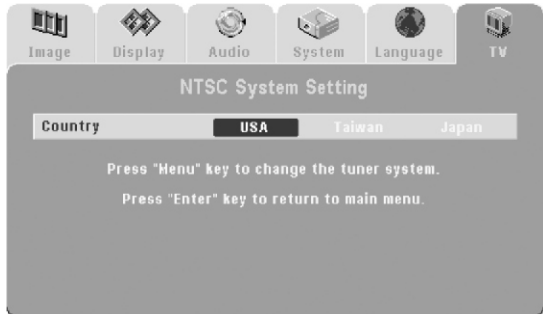 Image Display Audio System Language TV
NTSC System Setting
Country USA Taiwan Japan
Press "Menu" key to change the tuner system.
Press "Enter" key to return to main menu.